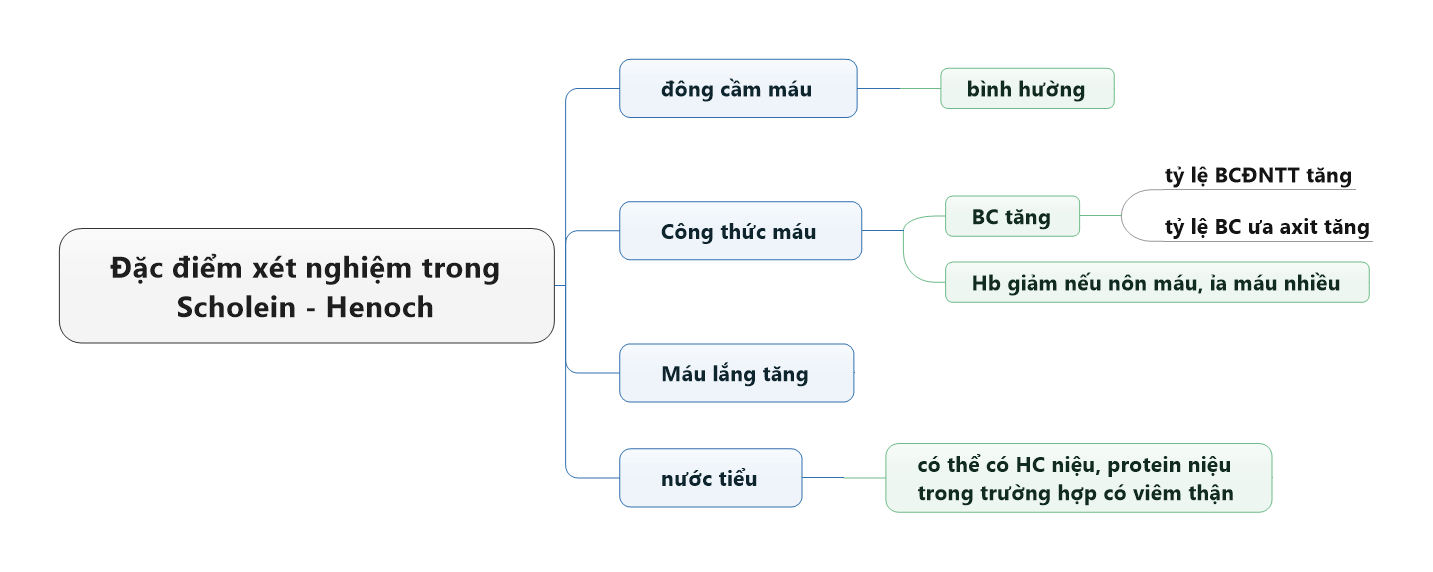 Đặc điểm xét nghiệm trong
Scholein - Henoch
đông cầm máu
bình hường
Công thức máu
BC tăng
tỷ lệ BCĐNTT tăng
tỷ lệ BC ưa axit tăng
Hb giảm nếu nôn máu, ỉa máu nhiều
Máu lắng tăng
nước tiểu
có thể có HC niệu, protein niệu
trong trường hợp có viêm thận